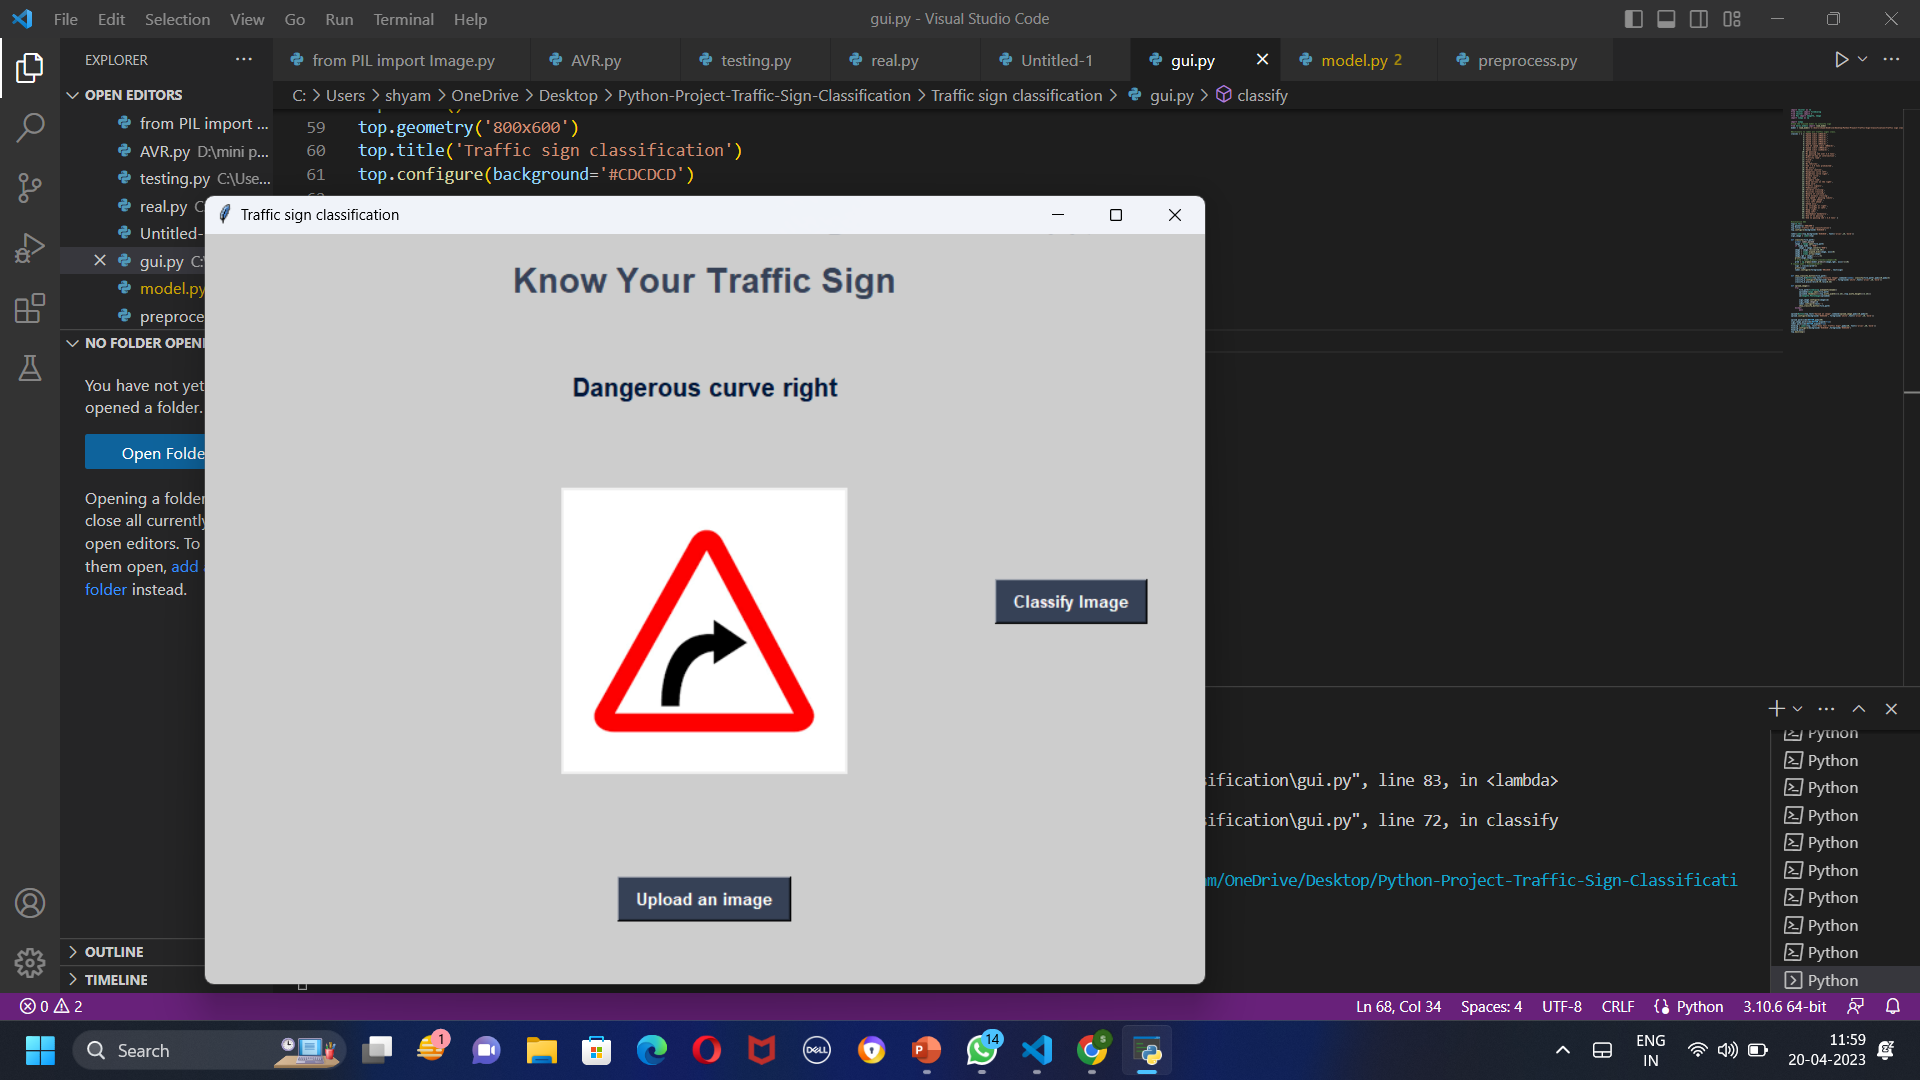 File Edit Selection View Go Run Terminal Help
gui.py - Visual Studio Code
EXPLORER
from PIL import Image.py AVR.py testing.py real.py Untitled-1 gui.py model.py 2 preprocess.py
OPEN EDITORS
C: > Users > shyam > OneDrive > Desktop > Python-Project-Traffic-Sign-Classification > Traffic sign classification > gui.py > classify
from PIL import ...
AVR.py D:\mini p...
testing.py C:\Use...
real.py C
Untitled-
gui.py C:\
model.py
preproce
59 top.geometry('800x600')
60 top.title('Traffic sign classification')
61 top.configure(background='#CDCDCD')
Traffic sign classification
Know Your Traffic Sign
Dangerous curve right
Classify Image
Upload an image
NO FOLDER OPEN
You have not yet
opened a folder.
Open Folde
Opening a folder
close all currently
open editors. To
them open, add a
folder instead.
OUTLINE
TIMELINE
sification\gui.py", line 83, in <lambda>
sification\gui.py", line 72, in classify
am/OneDrive/Desktop/Python-Project-Traffic-Sign-Classificati
Python
Python
Python
Python
Python
Python
Python
Python
Python
Python
0 2
Ln 68, Col 34 Spaces: 4 UTF-8 CRLF Python 3.10.6 64-bit
Search
1
DELL
14
S
ENG
IN
11:59
20-04-2023